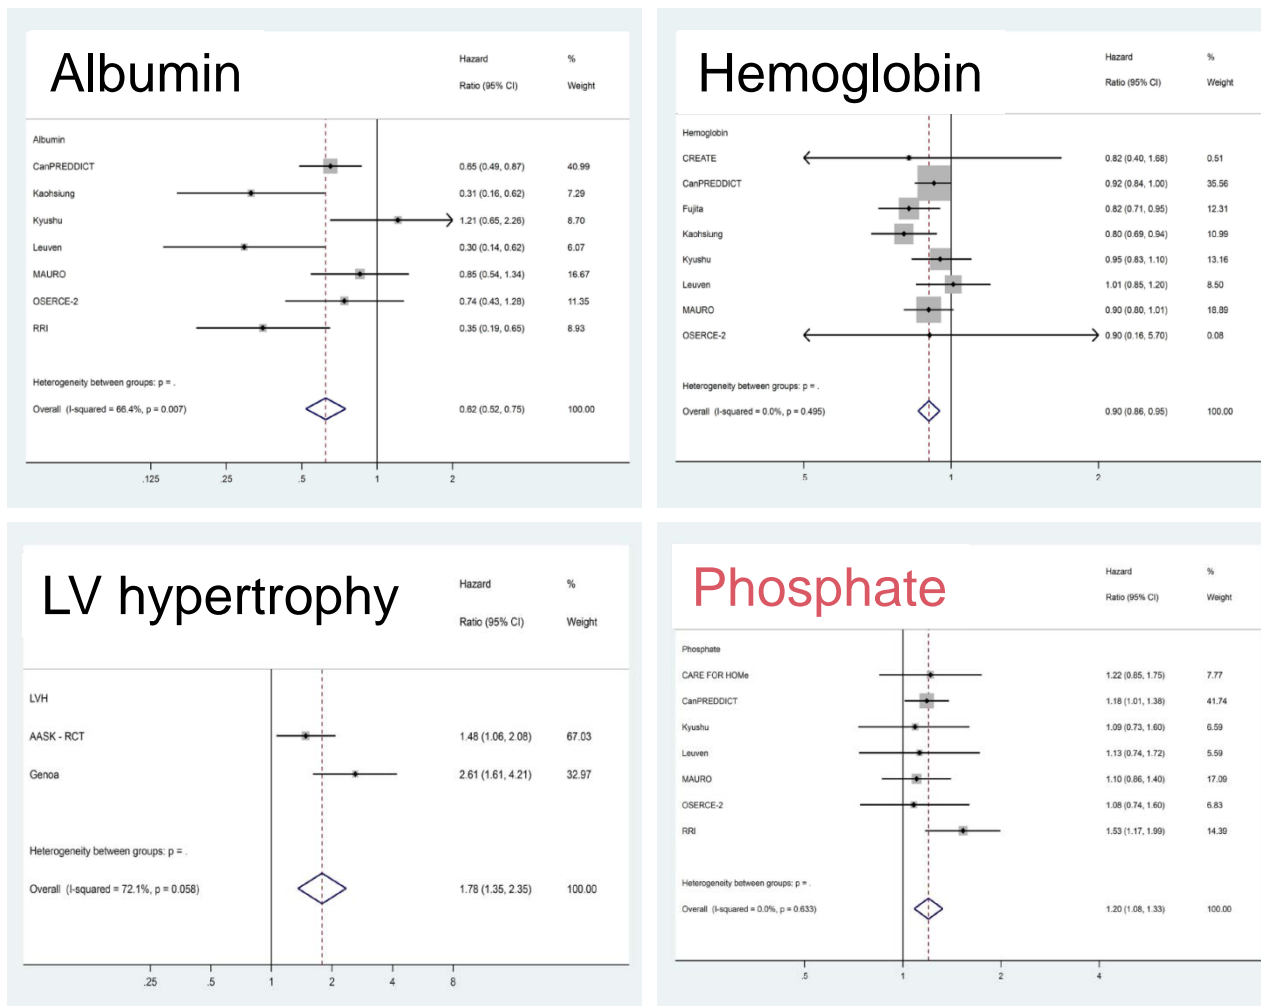 Albumin
Hazard %
Ratio (95% CI) Weight
Albumin
CanPREDDICT 0.65 (0.49, 0.87) 40.99
Kaohsiung 0.31 (0.16, 0.62) 7.29
Kyushu 1.21 (0.65, 2.26) 8.70
Leuven 0.30 (0.14, 0.62) 6.07
MAURO 0.85 (0.54, 1.34) 16.67
OSERCE-2 0.74 (0.43, 1.28) 11.35
RRI 0.35 (0.19, 0.65) 8.93
Heterogeneity between groups: p = .
Overall (I-squared = 66.4%, p = 0.007) 0.62 (0.52, 0.75) 100.00
.125 .25 .5 1 2
Hemoglobin
Hazard %
Ratio (95% CI) Weight
Hemoglobin
CREATE 0.82 (0.40, 1.68) 0.51
CanPREDDICT 0.92 (0.84, 1.00) 35.56
Fujita 0.82 (0.71, 0.95) 12.31
Kaohsiung 0.80 (0.69, 0.94) 10.99
Kyushu 0.95 (0.83, 1.10) 13.16
Leuven 1.01 (0.85, 1.20) 8.50
MAURO 0.90 (0.80, 1.01) 18.89
OSERCE-2 0.90 (0.16, 5.70) 0.08
Heterogeneity between groups: p = .
Overall (I-squared = 0.0%, p = 0.495) 0.90 (0.86, 0.95) 100.00
.5 1 2
LV hypertrophy
Hazard %
Ratio (95% CI) Weight
LVH
AASK - RCT 1.48 (1.06, 2.08) 67.03
Genoa 2.61 (1.61, 4.21) 32.97
Heterogeneity between groups: p = .
Overall (I-squared = 72.1%, p = 0.058) 1.78 (1.35, 2.35) 100.00
.25 .5 1 2 4 8
Phosphate
Hazard %
Ratio (95% CI) Weight
Phosphate
CARE FOR HOMe 1.22 (0.85, 1.75) 7.77
CanPREDDICT 1.18 (1.01, 1.38) 41.74
Kyushu 1.09 (0.73, 1.60) 6.59
Leuven 1.13 (0.74, 1.72) 5.59
MAURO 1.10 (0.86, 1.40) 17.09
OSERCE-2 1.08 (0.74, 1.60) 6.83
RRI 1.53 (1.17, 1.99) 14.39
Heterogeneity between groups: p = .
Overall (I-squared = 0.0%, p = 0.633) 1.20 (1.08, 1.33) 100.00
.5 1 2 4